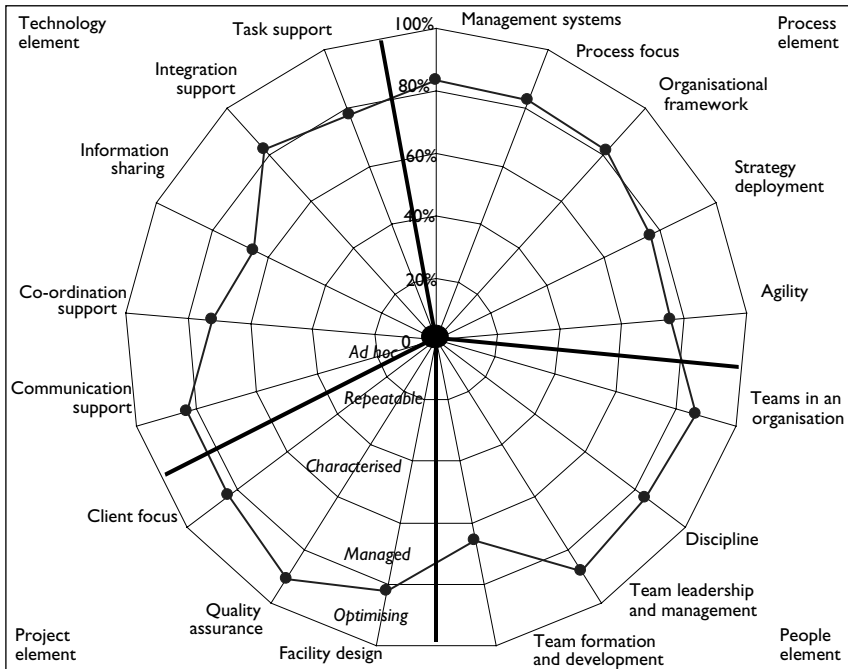 Technology
element
Task support
100%
Management systems
Process
element
Process focus
Integration
support
Organisational
framework
80%
Information
sharing
60%
Strategy
deployment
40%
20%
Co-ordination
support
Agility
0
Ad hoc
Communication
support
Repeatable
Teams in an
organisation
Characterised
Client focus
Discipline
Managed
Quality
assurance
Optimising
Team leadership
and management
Project
element
Facility design
Team formation
and development
People
element